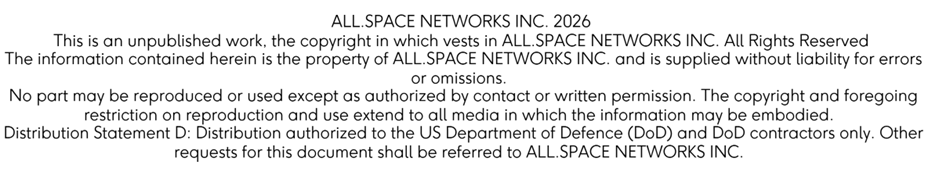 ALL.SPACE NETWORKS INC. 2026
This is an unpublished work, the copyright in which vests in ALL.SPACE NETWORKS INC. All Rights Reserved
The information contained herein is the property of ALL.SPACE NETWORKS INC. and is supplied without liability for errors
or omissions.
No part may be reproduced or used except as authorized by contact or written permission. The copyright and foregoing
restriction on reproduction and use extend to all media in which the information may be embodied.
Distribution Statement D: Distribution authorized to the US Department of Defence (DoD) and DoD contractors only. Other
requests for this document shall be referred to ALL.SPACE NETWORKS INC.